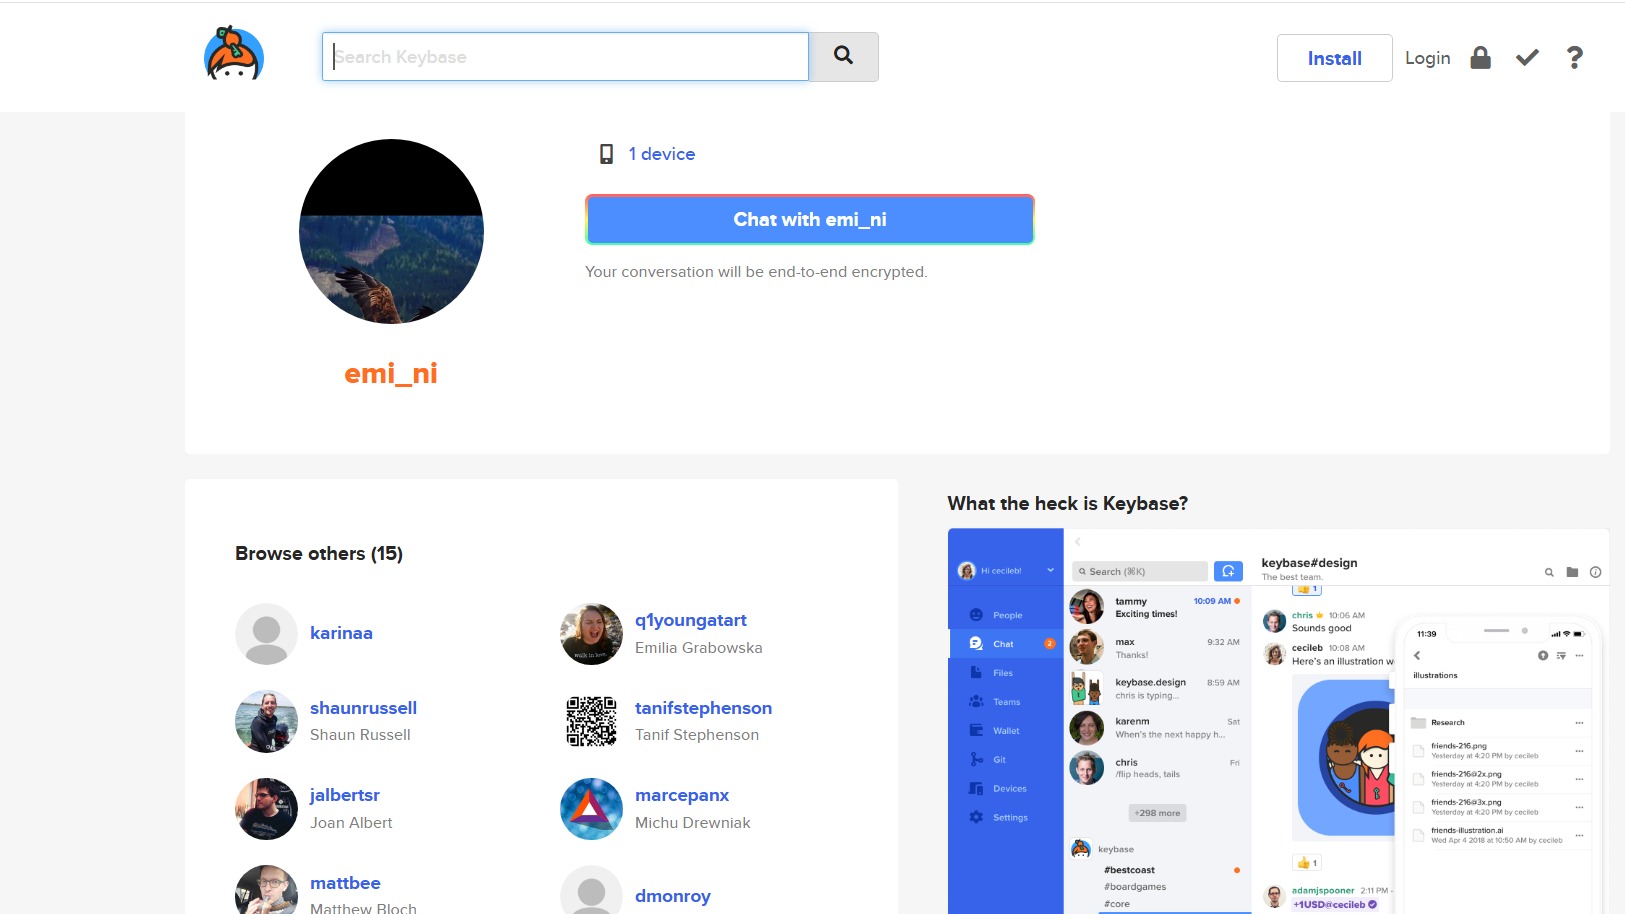 Search Keybase
Install
Login
?
1 device
Chat with emi_ni
Your conversation will be end-to-end encrypted.
emi_ni
Browse others (15)
karinaa
q1youngatart
Emilia Grabowska
walk in love.
shaunrussell
Shaun Russell
tanifstephenson
Tanif Stephenson
jalbertsr
Joan Albert
marcepanx
Michu Drewniak
mattbee
Matthew Bloch
dmonroy
What the heck is Keybase?
Hi cecileb!
People
Chat
2
Files
Teams
Wallet
Git
Devices
Settings
Search (⌘K)
tammy
10:09 AM
Exciting times!
max
9:32 AM
Thanks!
keybase.design
8:59 AM
chris is typing...
karenm
Sat
When's the next happy h...
chris
Fri
/flip heads, tails
+298 more
keybase
#bestcoast
#boardgames
#core
keybase#design
The best team.
1
chris 10:06 AM
Sounds good
cecileb 10:08 AM
Here's an illustration w
1
adamjspooner 2:11 PM -
+1USD@cecileb
11:39
illustrations
Research
friends-216.png
Yesterday at 4:20 PM by cecileb
friends-216@2x.png
Yesterday at 4:20 PM by cecileb
friends-216@3x.png
Yesterday at 4:20 PM by cecileb
friends-illustration.ai
Wed Apr 4 2018 at 10:50 AM by cecileb